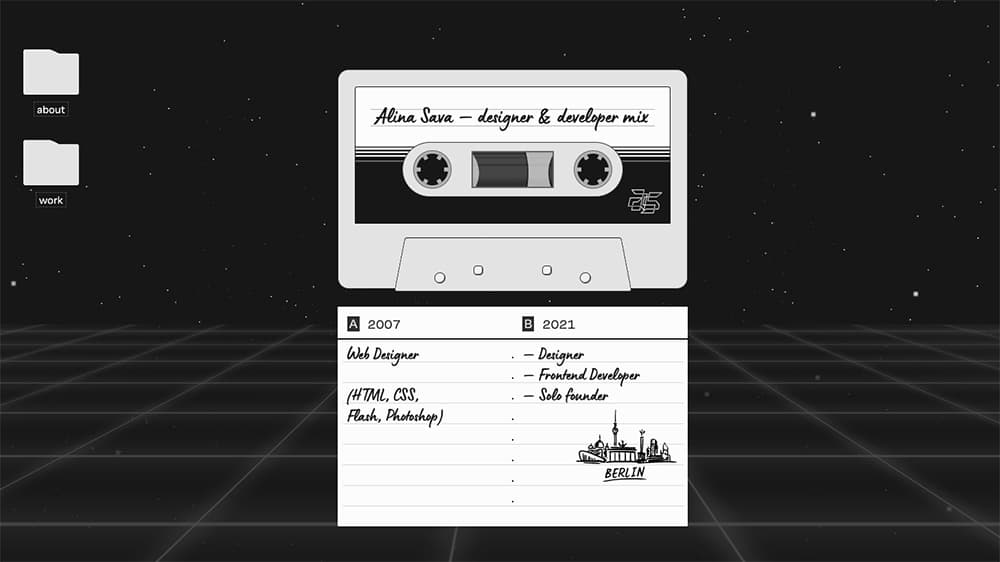 about
work
Alina Sava — designer & developer mix
A 2007
Web Designer
(HTML, CSS,
Flash, Photoshop)
B 2021
— Designer
— Frontend Developer
— Solo founder
BERLIN